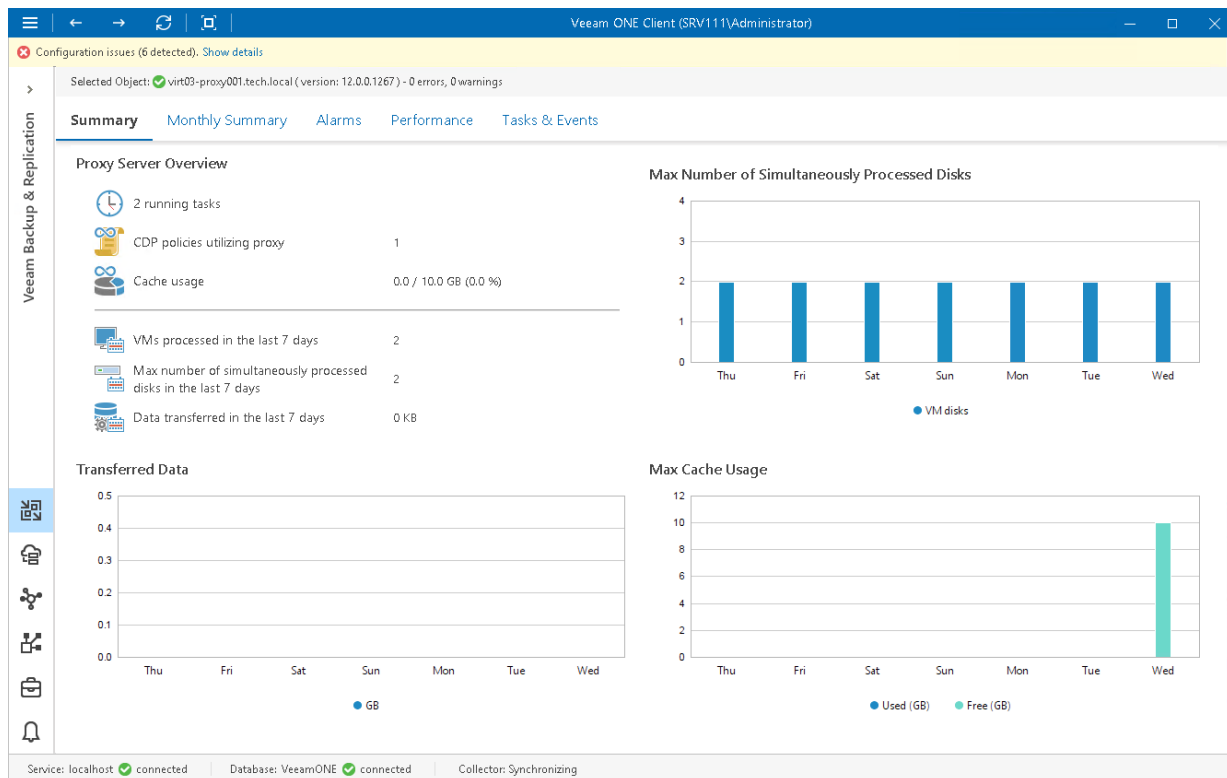 Veeam ONE Client (SRV111\Administrator)
Configuration issues (6 detected). Show details
Selected Object: virt03-proxy001.tech.local ( version: 12.0.0.1267 ) - 0 errors, 0 warnings
Veeam Backup & Replication
Summary Monthly Summary Alarms Performance Tasks & Events
Proxy Server Overview
2 running tasks
CDP policies utilizing proxy 1
Cache usage 0.0 / 10.0 GB (0.0 %)
VMs processed in the last 7 days 2
Max number of simultaneously processed
disks in the last 7 days 2
Data transferred in the last 7 days 0 KB
Max Number of Simultaneously Processed Disks
4
3
2
1
0
Thu Fri Sat Sun Mon Tue Wed
VM disks
Transferred Data
0.5
0.4
0.3
0.2
0.1
0.0
Thu Fri Sat Sun Mon Tue Wed
GB
Max Cache Usage
12
10
8
6
4
2
0
Thu Fri Sat Sun Mon Tue Wed
Used (GB) Free (GB)
Service: localhost connected Database: VeeamONE connected Collector: Synchronizing